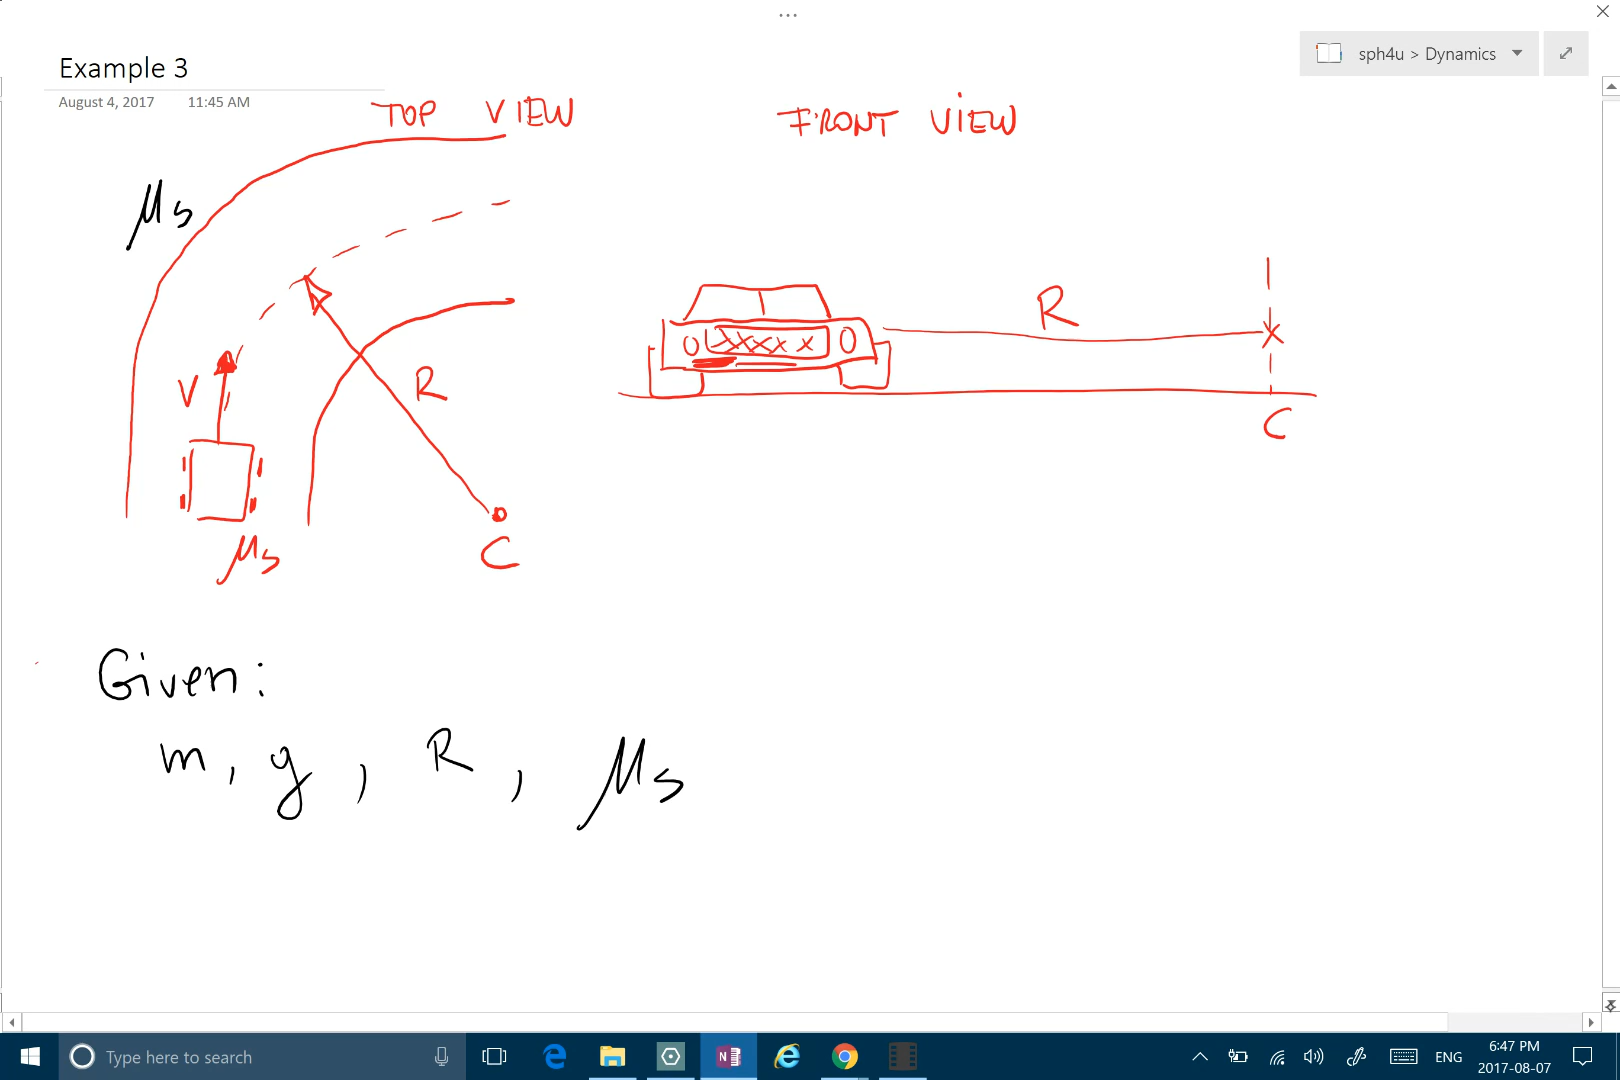 ...
Example 3
sph4u > Dynamics
August 4, 2017 11:45 AM
TOP VIEW
FRONT VIEW
μs
R
V
R
C
μs
C
Given:
m, g, R, μs
Type here to search
ENG
6:47 PM
2017-08-07